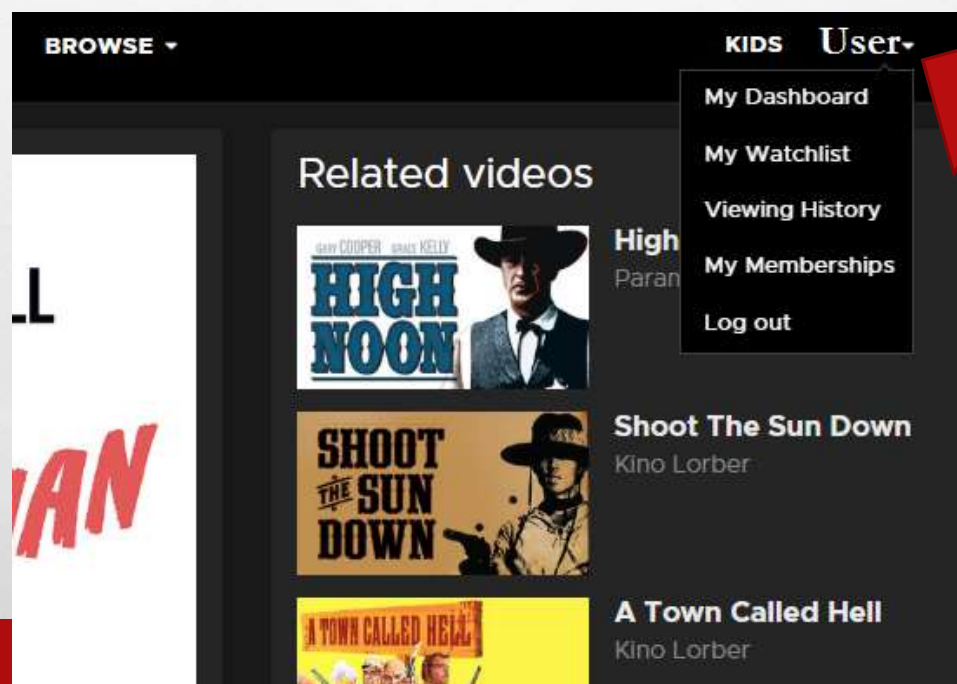 BROWSE
KIDS User
My Dashboard
My Watchlist
Viewing History
My Memberships
Log out
LL
AN
Related videos
GARY COOPER GRACE KELLY
HIGH
NOON
High
Paran
SHOOT
THE SUN
DOWN
Shoot The Sun Down
Kino Lorber
A TOWN CALLED HELL
A Town Called Hell
Kino Lorber